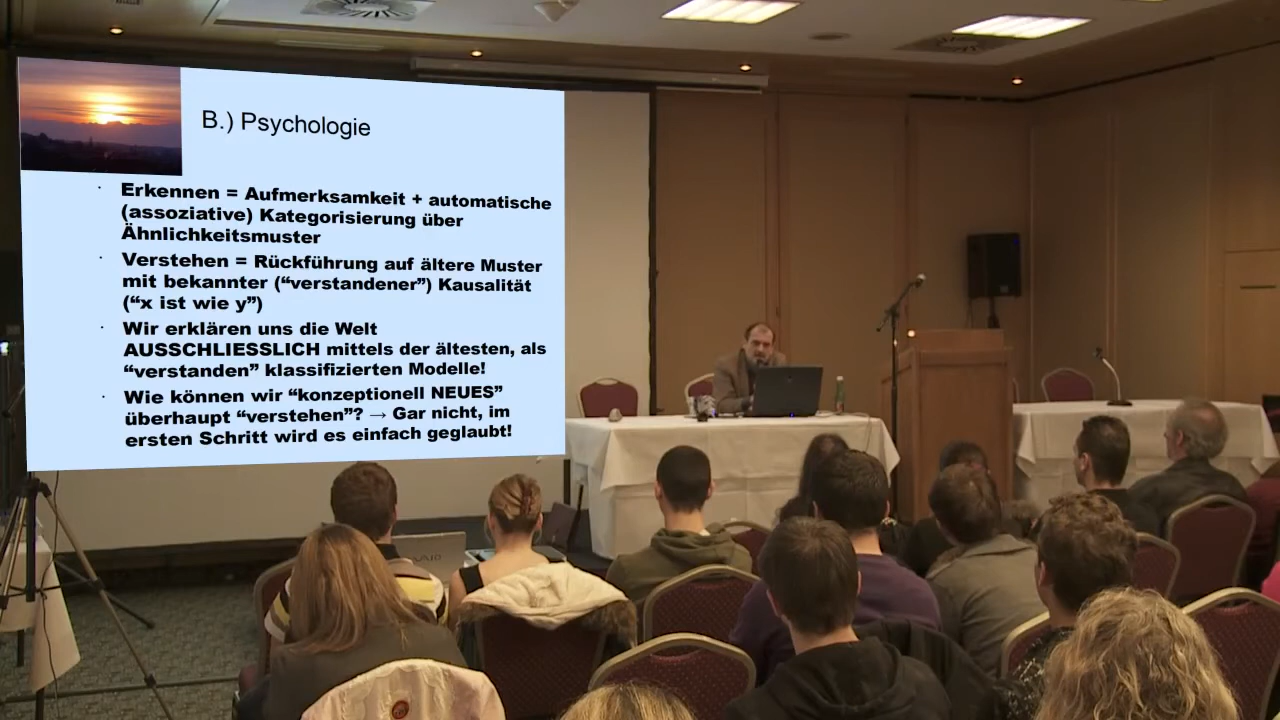 B.) Psychologie
Erkennen = Aufmerksamkeit + automatische
(assoziative) Kategorisierung über
Ähnlichkeitsmuster
Verstehen = Rückführung auf ältere Muster
mit bekannter (“verstandener”) Kausalität
(“x ist wie y”)
Wir erklären uns die Welt
AUSSCHLIESSLICH mittels der ältesten, als
“verstanden” klassifizierten Modelle!
Wie können wir “konzeptionell NEUES”
überhaupt “verstehen”? → Gar nicht, im
ersten Schritt wird es einfach geglaubt!
VAIO